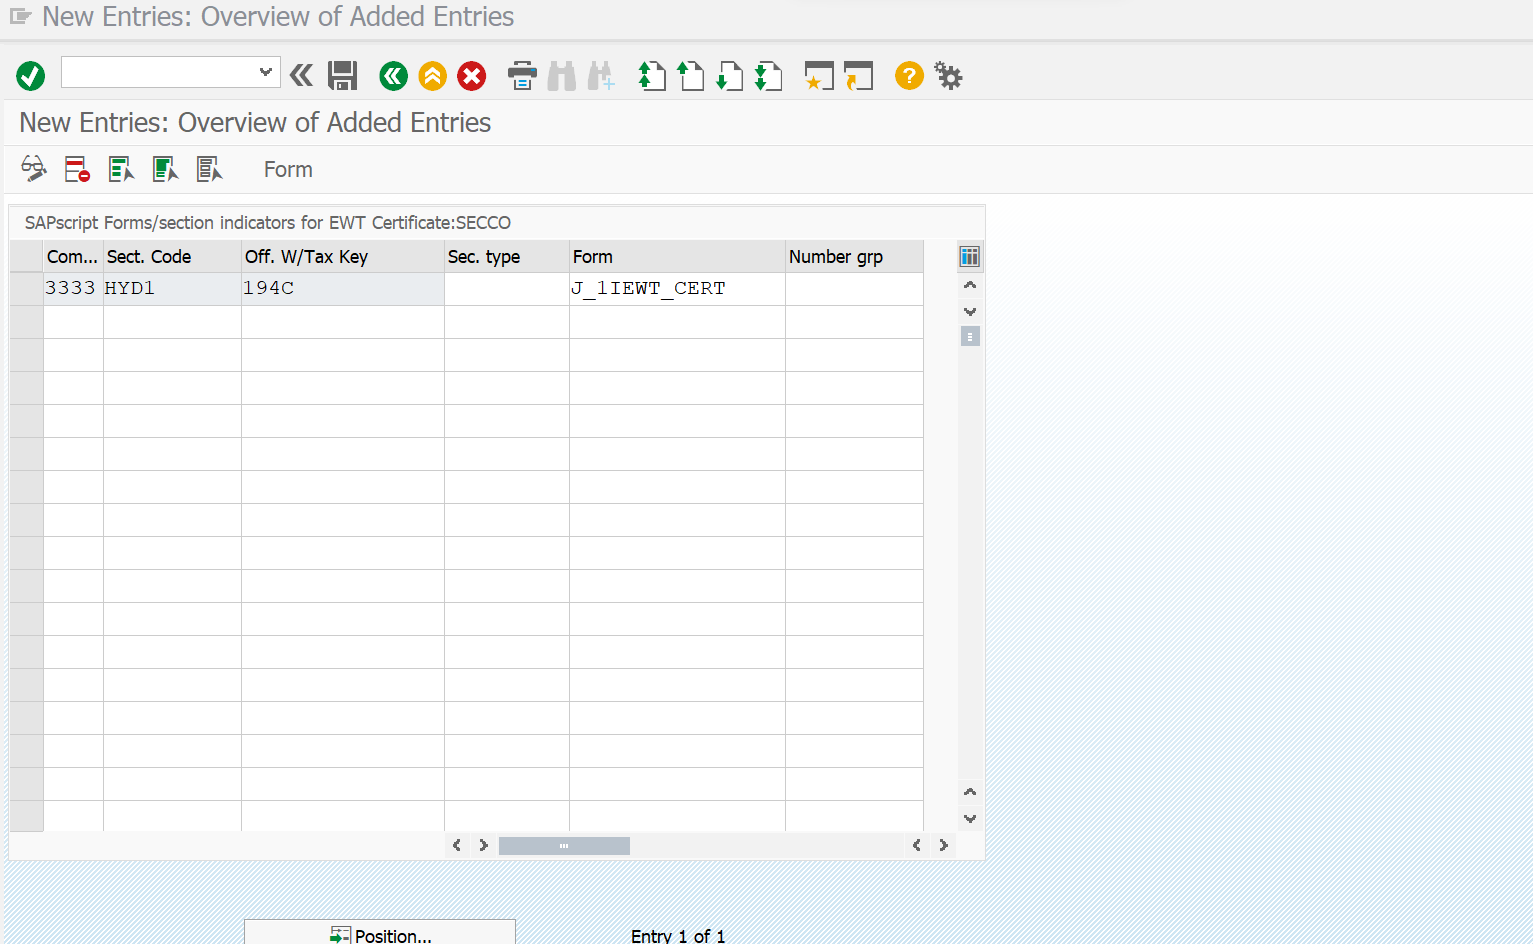 New Entries: Overview of Added Entries
New Entries: Overview of Added Entries
Form
SAPscript Forms/section indicators for EWT Certificate:SECCO
Com... Sect. Code Off. W/Tax Key Sec. type Form Number grp
3333 HYD1 194C J_1IEWT_CERT
Position... Entry 1 of 1